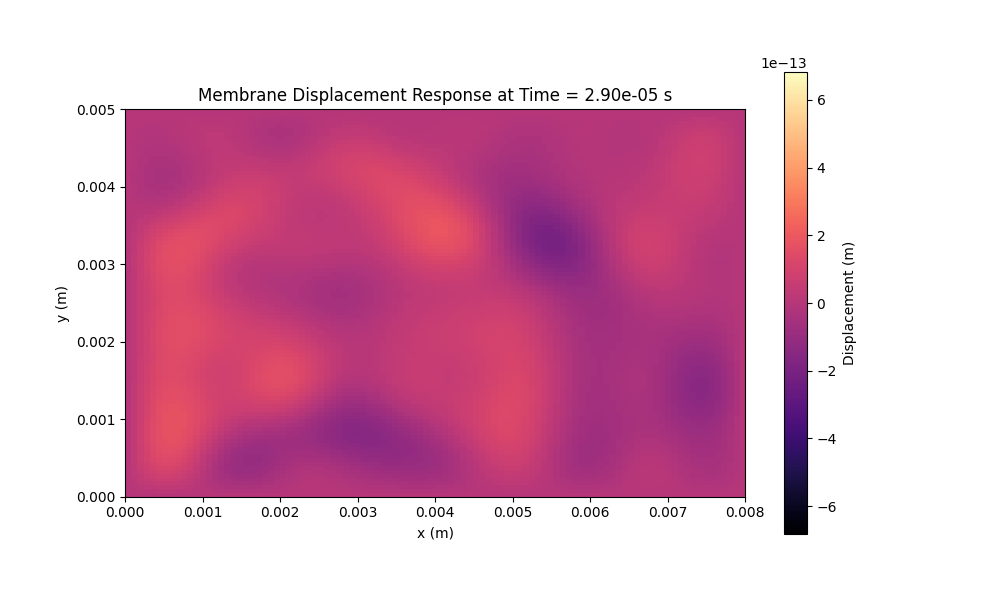 1e−13
Membrane Displacement Response at Time = 2.90e-05 s
0.005
0.004
0.003
0.002
0.001
0.000
y (m)
0.000 0.001 0.002 0.003 0.004 0.005 0.006 0.007 0.008
x (m)
6
4
2
0
−2
−4
−6
Displacement (m)